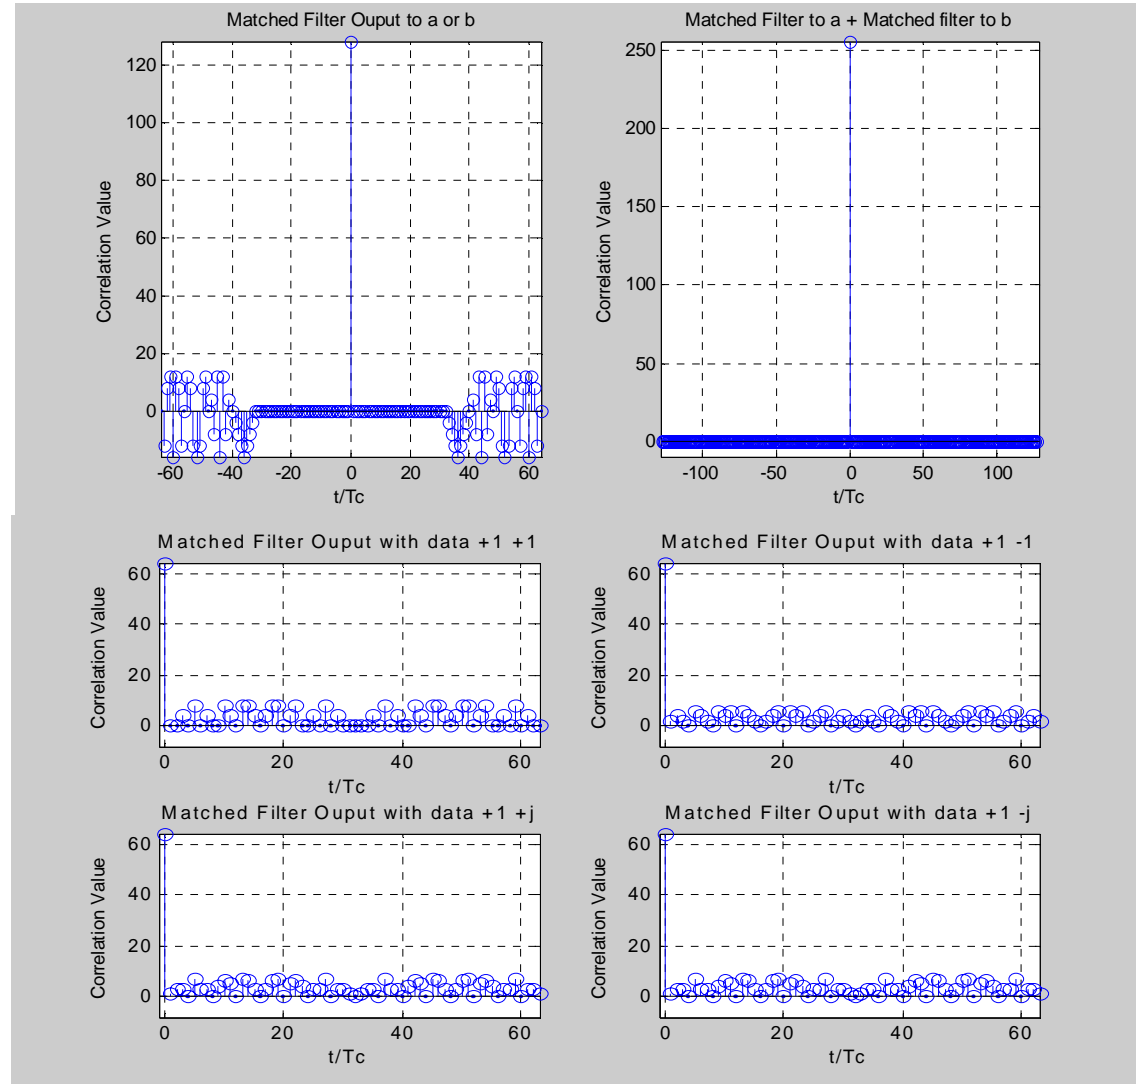 Matched Filter Ouput to a or b
120
100
80
60
40
20
0
-60 -40 -20 0 20 40 60
Correlation Value
t/Tc
Matched Filter to a + Matched filter to b
250
200
150
100
50
0
-100 -50 0 50 100
Correlation Value
t/Tc
Matched Filter Ouput with data +1 +1
60
40
20
0
0 20 40 60
Correlation Value
t/Tc
Matched Filter Ouput with data +1 -1
60
40
20
0
0 20 40 60
Correlation Value
t/Tc
Matched Filter Ouput with data +1 +j
60
40
20
0
0 20 40 60
Correlation Value
t/Tc
Matched Filter Ouput with data +1 -j
60
40
20
0
0 20 40 60
Correlation Value
t/Tc